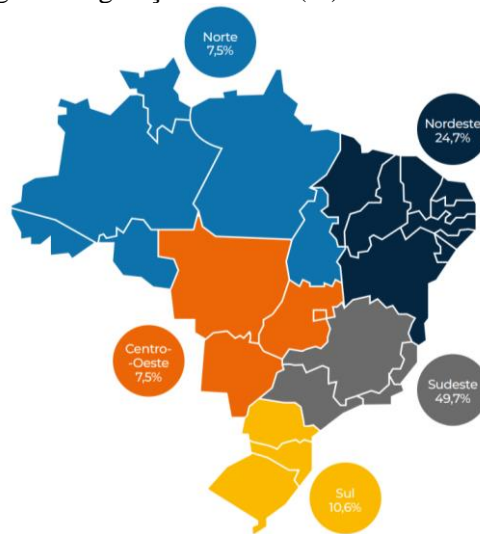 Norte
7,5%
Nordeste
24,7%
Centro-
-Oeste
7,5%
Sudeste
49,7%
Sul
10,6%